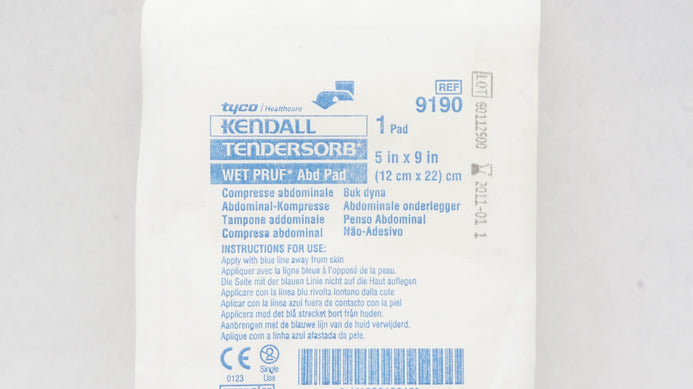 tyco / Healthcare
REF
9190
KENDALL
TENDERSORB*
WET PRUF* Abd Pad
1 Pad
5 in x 9 in
(12 cm x 22) cm
Compresse abdominale Buk dyna
Abdominal-Kompresse Abdominale onderlegger
Tampone addominale Penso Abdominal
Compresa abdominal Não-Adesivo
INSTRUCTIONS FOR USE:
Apply with blue line away from skin
Appliquer avec la ligne bleue à l'opposé de la peau.
Die Seite mit der blauen Linie nicht auf die Haut auflegen
Applicare con la linea blu rivolta lontano dalla cute
Aplicar con la línea azul fuera de contacto con la piel
Applicera med det blå strecket bort från huden.
Aanbrengen met de blauwe lijn van de huid verwijderd.
Aplique com a linha azul afastada da pele.
CE
0123
2
Single
Use
LOT 60112500
2011-01 1